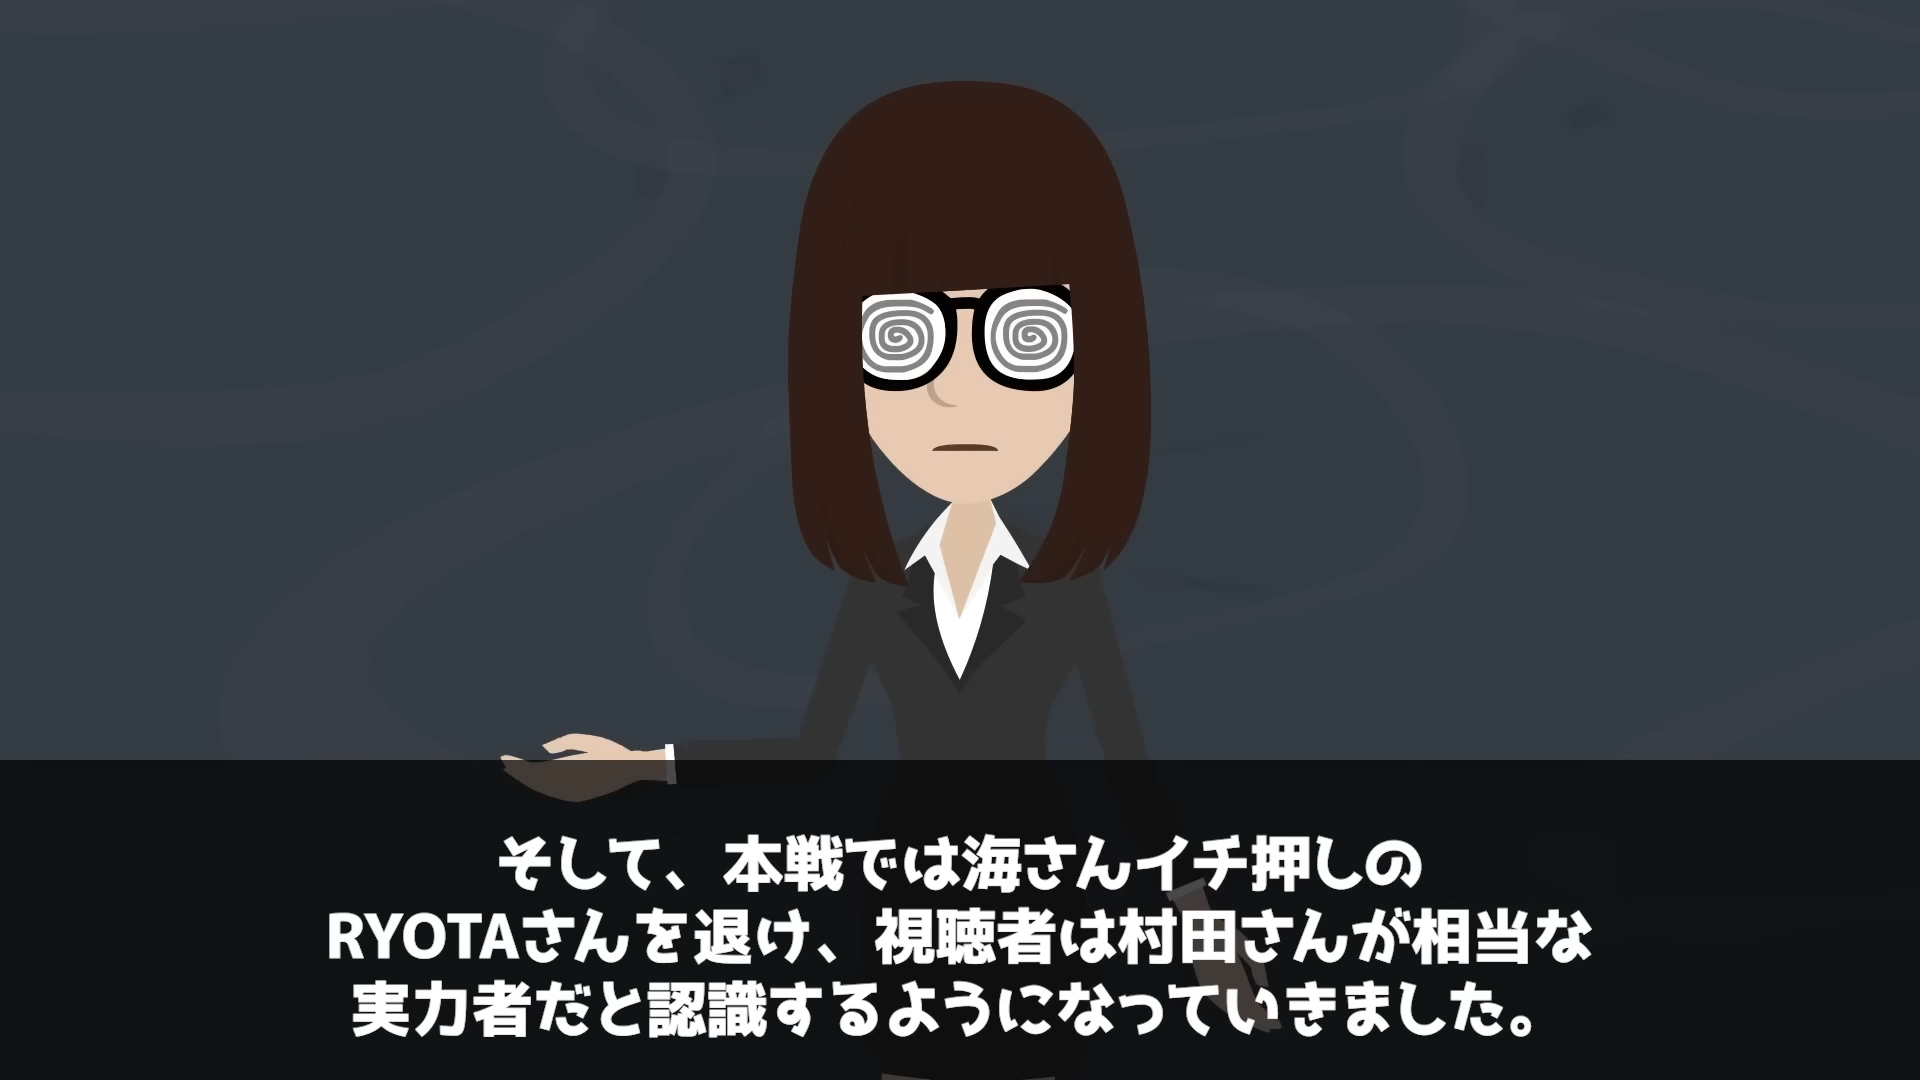 そして、本戦では海さんイチ押しの
RYOTAさんを退け、視聴者は村田さんが相当な
実力者だと認識するようになっていきました。